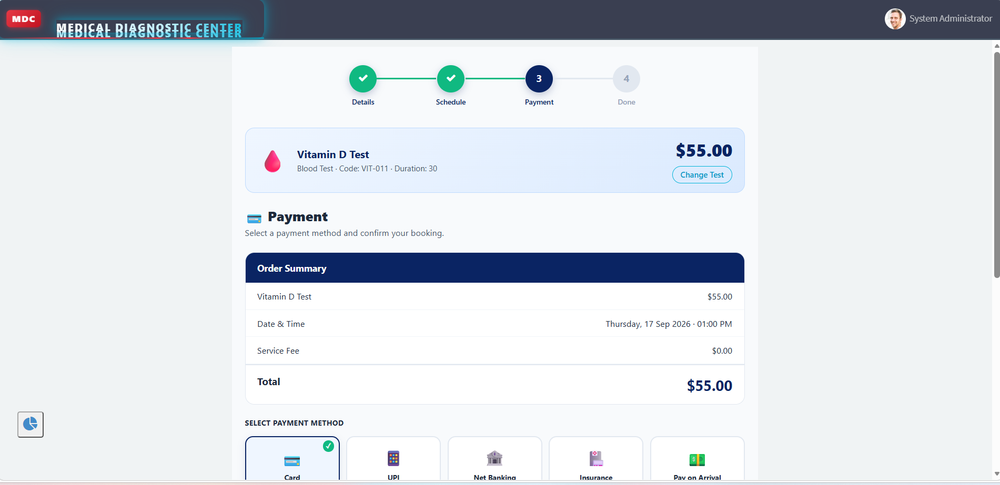 MDC
MEDICAL DIAGNOSTIC CENTER
MEDICAL DIAGNOSTIC CENTER
System Administrator
3
4
Details
Schedule
Payment
Done
Vitamin D Test
Blood Test · Code: VIT-011 · Duration: 30
$55.00
Change Test
Payment
Select a payment method and confirm your booking.
Order Summary
Vitamin D Test $55.00
Date & Time Thursday, 17 Sep 2026 · 01:00 PM
Service Fee $0.00
Total $55.00
SELECT PAYMENT METHOD
Card
UPI
Net Banking
Insurance
Pay on Arrival